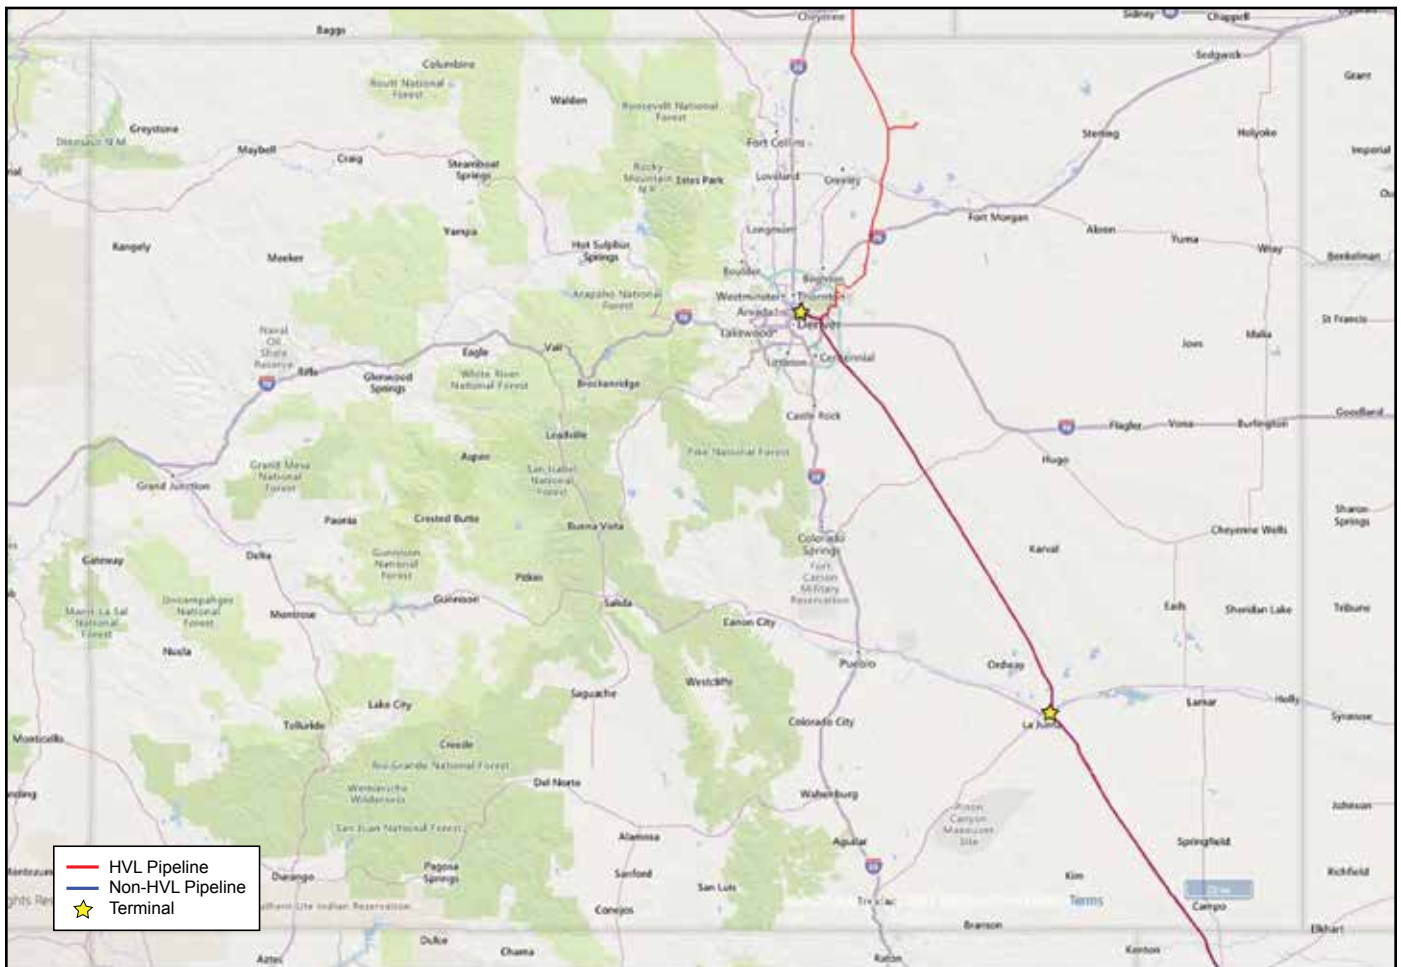 Cheyenne
Sidney
Chappell
Baggs
Sedgwick
Columbine
Grant
Routt National
Forest
Walden
Roosevelt National
Forest
Greystone
Sterling
Holyoke
Dinosaur N.M.
Maybell
Craig
Fort Collins
Imperial
Steamboat
Springs
Rocky
Mountain
N.P.
Estes Park
Loveland
Greeley
Fort Morgan
Yampa
Longmont
Akron
Yuma
Rangely
Hot Sulphur
Springs
Wray
Meeker
Benkelman
Boulder
Brighton
Arapaho National
Forest
Westminster
Thornton
Arvada
Denver
St Francis
Lakewood
Naval
Oil
Shale
Reserve
Idalia
Joes
Vail
Eagle
Littleton
Centennial
Rifle
Glenwood
Springs
White River
National Forest
Breckenridge
Castle Rock
Goodland
Flagler
Vona
Burlington
Leadville
Pike National Forest
Aspen
Hugo
Grand Mesa
National
Forest
San Isabel
National
Forest
Grand Junction
Paonia
Crested Butte
Buena Vista
Sharon
Springs
Cheyenne Wells
Colorado
Springs
Karval
Delta
Gateway
Gunnison
National
Forest
Fort
Carson
Military
Reservation
Pitkin
Uncompahgre
National
Forest
Gunnison
Salida
Manti-La Sal
National
Forest
Montrose
Eads
Sheridan Lake
Tribune
Canon City
Nucla
Pueblo
Ordway
Westcliffe
Saguache
Lake City
Lamar
Holly
Syracuse
Telluride
Colorado City
La Junta
Monticello
Creede
Rio Grande National Forest
Del Norte
Weminuche
Wilderness
Walsenburg
Johnson
San Juan National Forest
Pinon
Canyon
Maneuver
Site
Alamosa
Aguilar
Springfield
HVL Pipeline
Non-HVL Pipeline
Terminal
Pagosa
Springs
Durango
Sanford
San Luis
Kim
Richfield
Trinidad
Terms
Campo
Southern Ute Indian Reservation
Conejos
Branson
Elkhart
Dulce
Chama
Aztec
Raton
Kenton